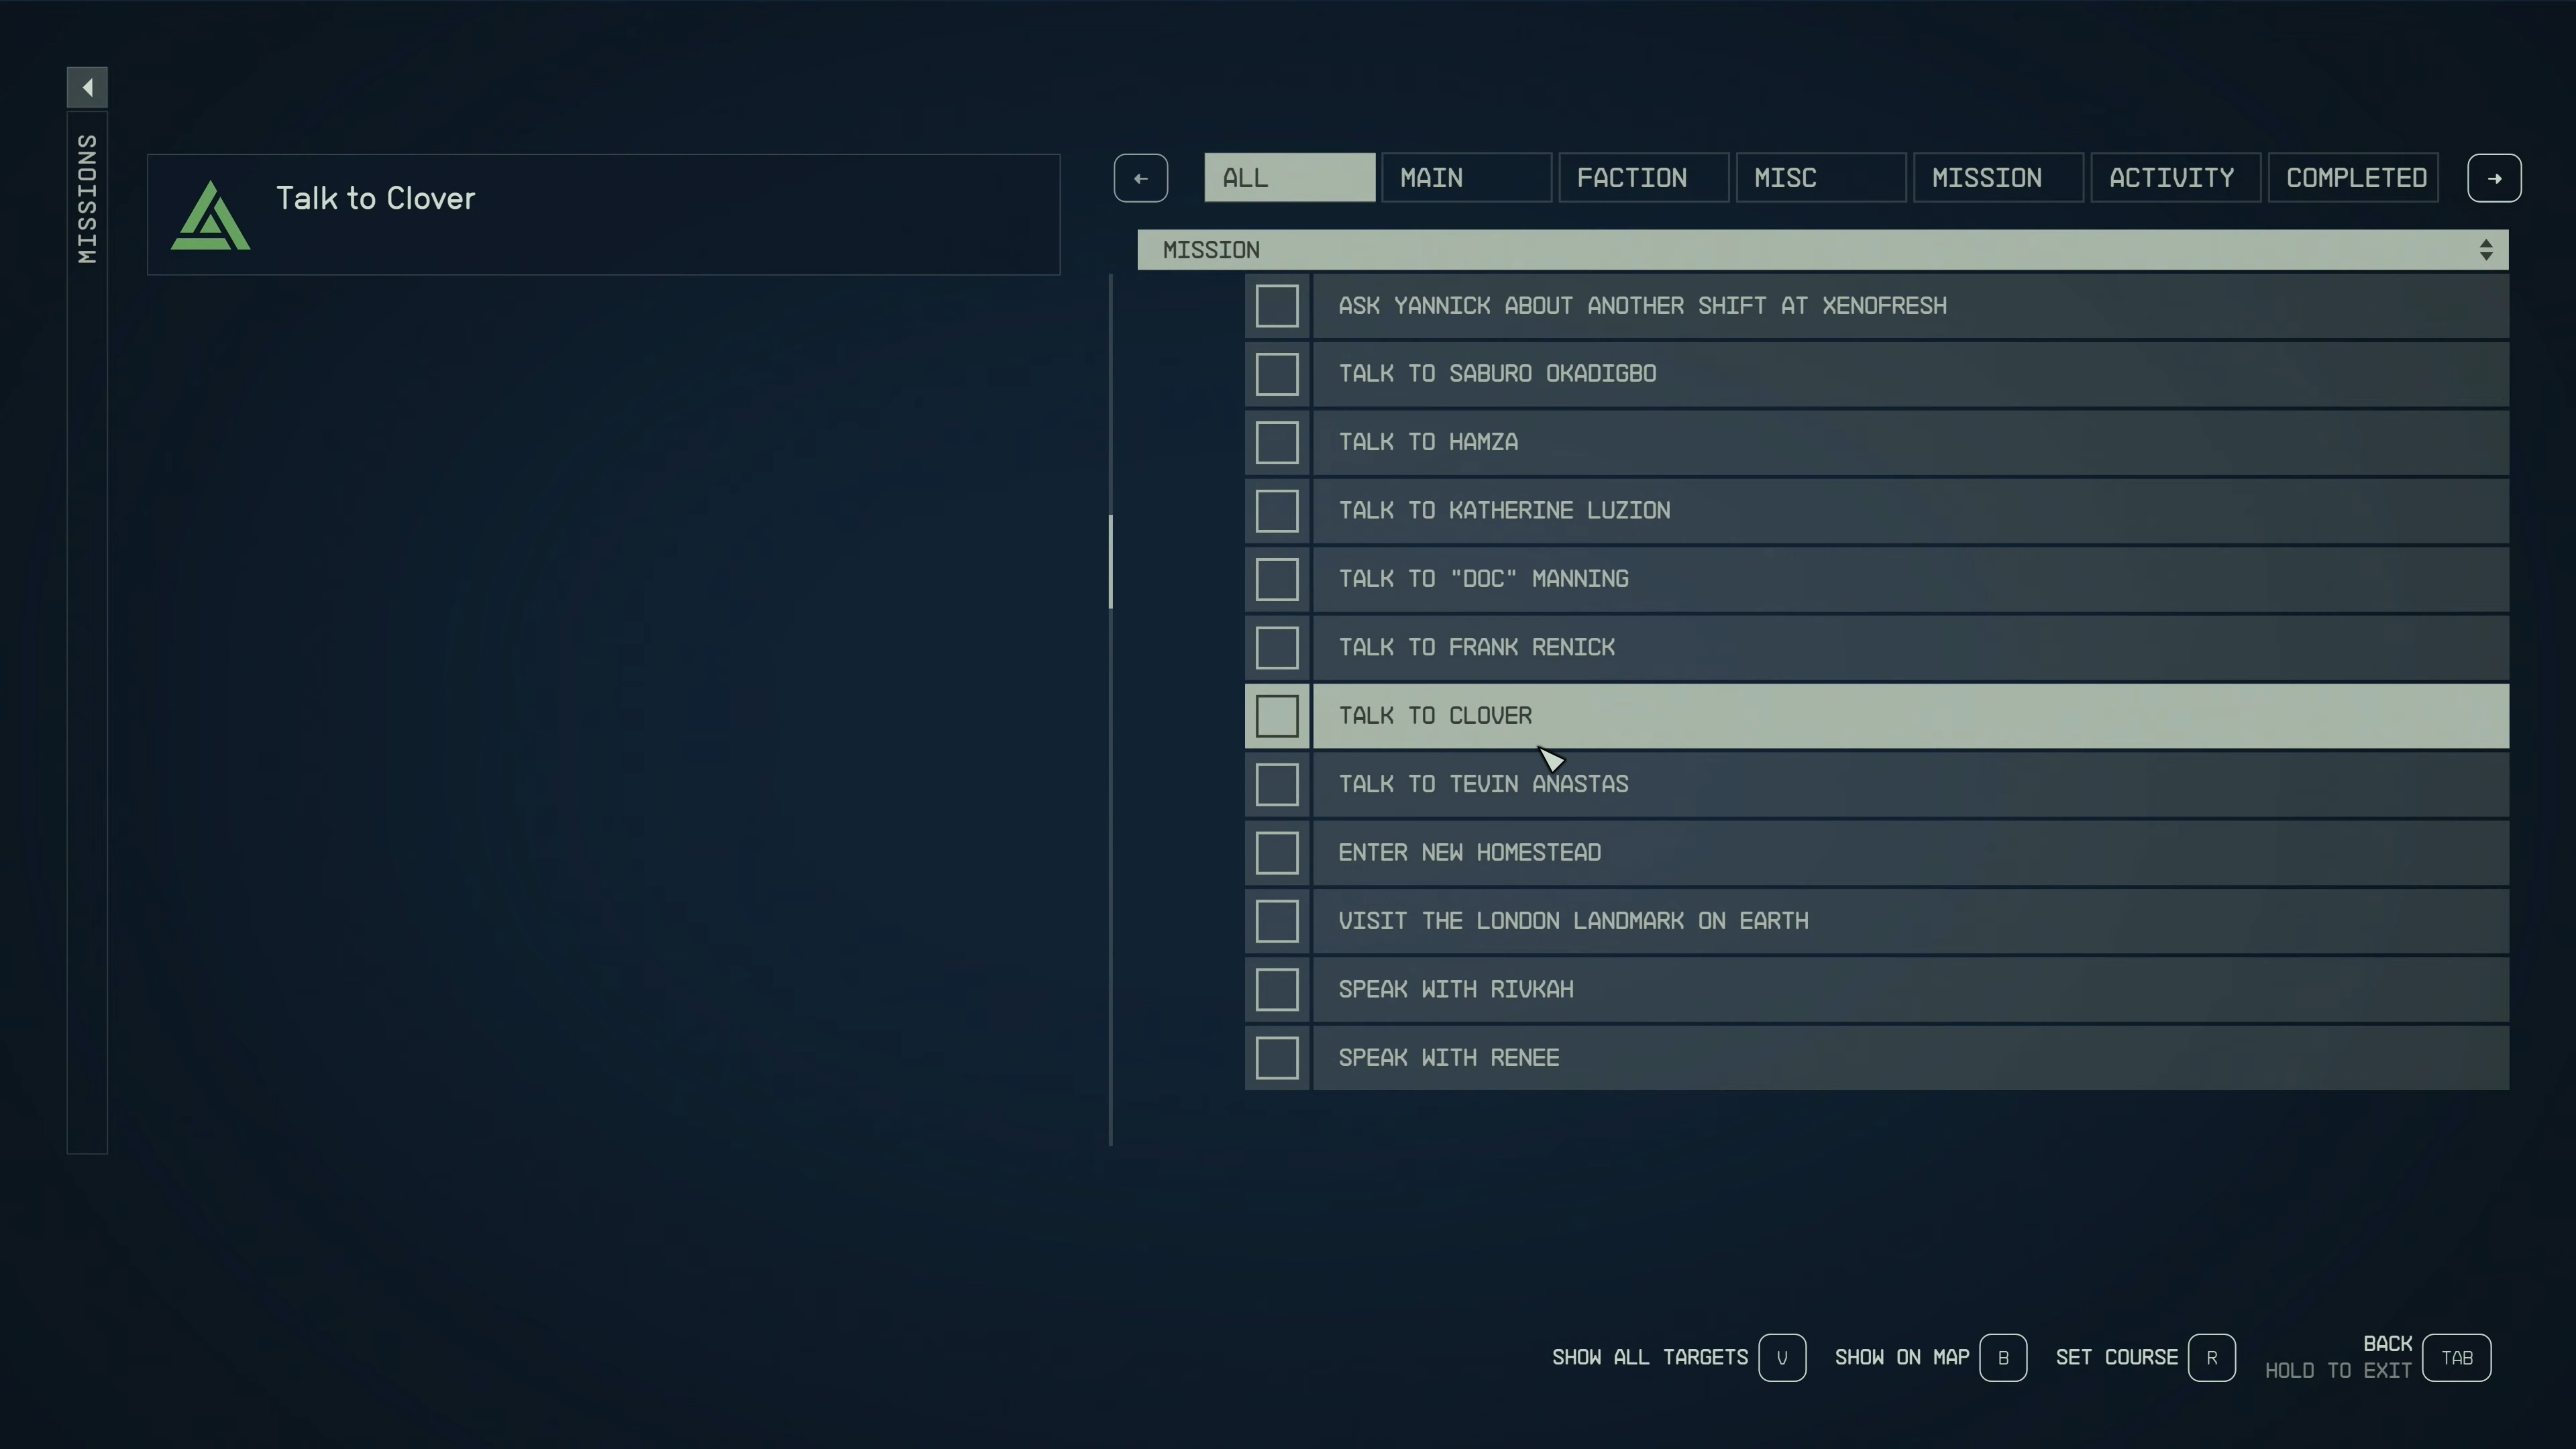 MISSIONS
Talk to Clover
ALL
MAIN
FACTION
MISC
MISSION
ACTIVITY
COMPLETED
MISSION
ASK YANNICK ABOUT ANOTHER SHIFT AT XENOFRESH
TALK TO SABURO OKADIGBO
TALK TO HAMZA
TALK TO KATHERINE LUZION
TALK TO "DOC" MANNING
TALK TO FRANK RENICK
TALK TO CLOVER
TALK TO TEVIN ANASTAS
ENTER NEW HOMESTEAD
VISIT THE LONDON LANDMARK ON EARTH
SPEAK WITH RIVKAH
SPEAK WITH RENEE
SHOW ALL TARGETS V
SHOW ON MAP B
SET COURSE R
BACK
HOLD TO EXIT
TAB